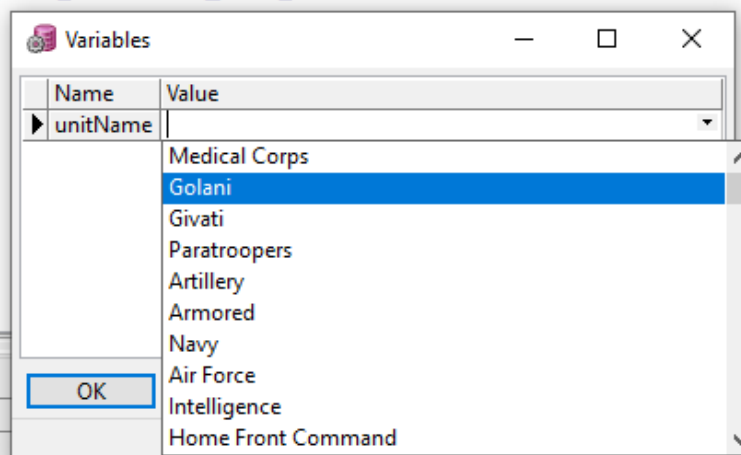 Variables
Name Value
unitName
Medical Corps
Golani
Givati
Paratroopers
Artillery
Armored
Navy
Air Force
OK
Intelligence
Home Front Command